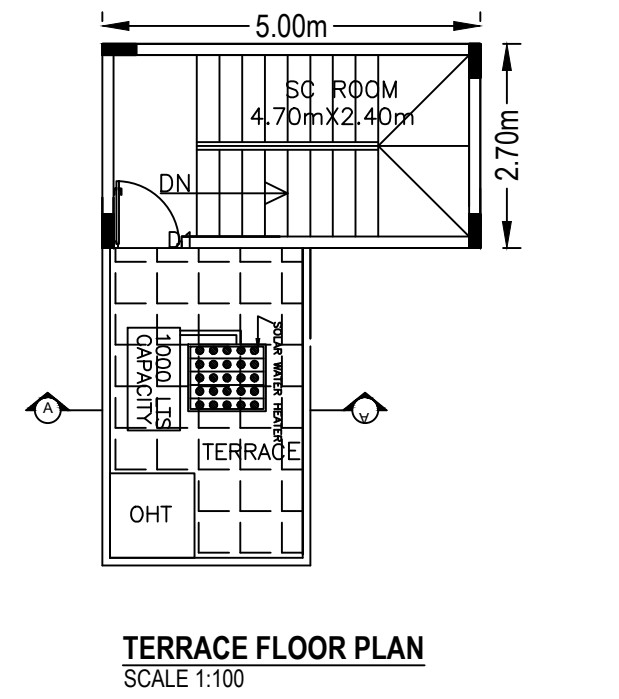 5.00m
SC ROOM
4.70mX2.40m
2.70m
DN
D1
SOLAR WATER HEATER
1000 LTS
CAPACITY
A
A
TERRACE
OHT
TERRACE FLOOR PLAN
SCALE 1:100